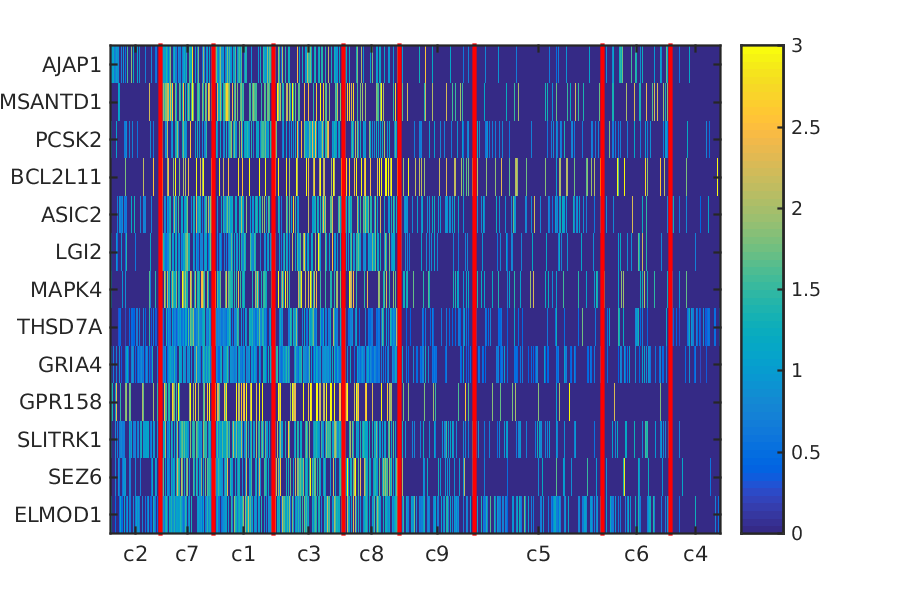 AJAP1
MSANTD1
PCSK2
BCL2L11
ASIC2
LGI2
MAPK4
THSD7A
GRIA4
GPR158
SLITRK1
SEZ6
ELMOD1
c2 c7 c1 c3 c8 c9 c5 c6 c4
3
2.5
2
1.5
1
0.5
0